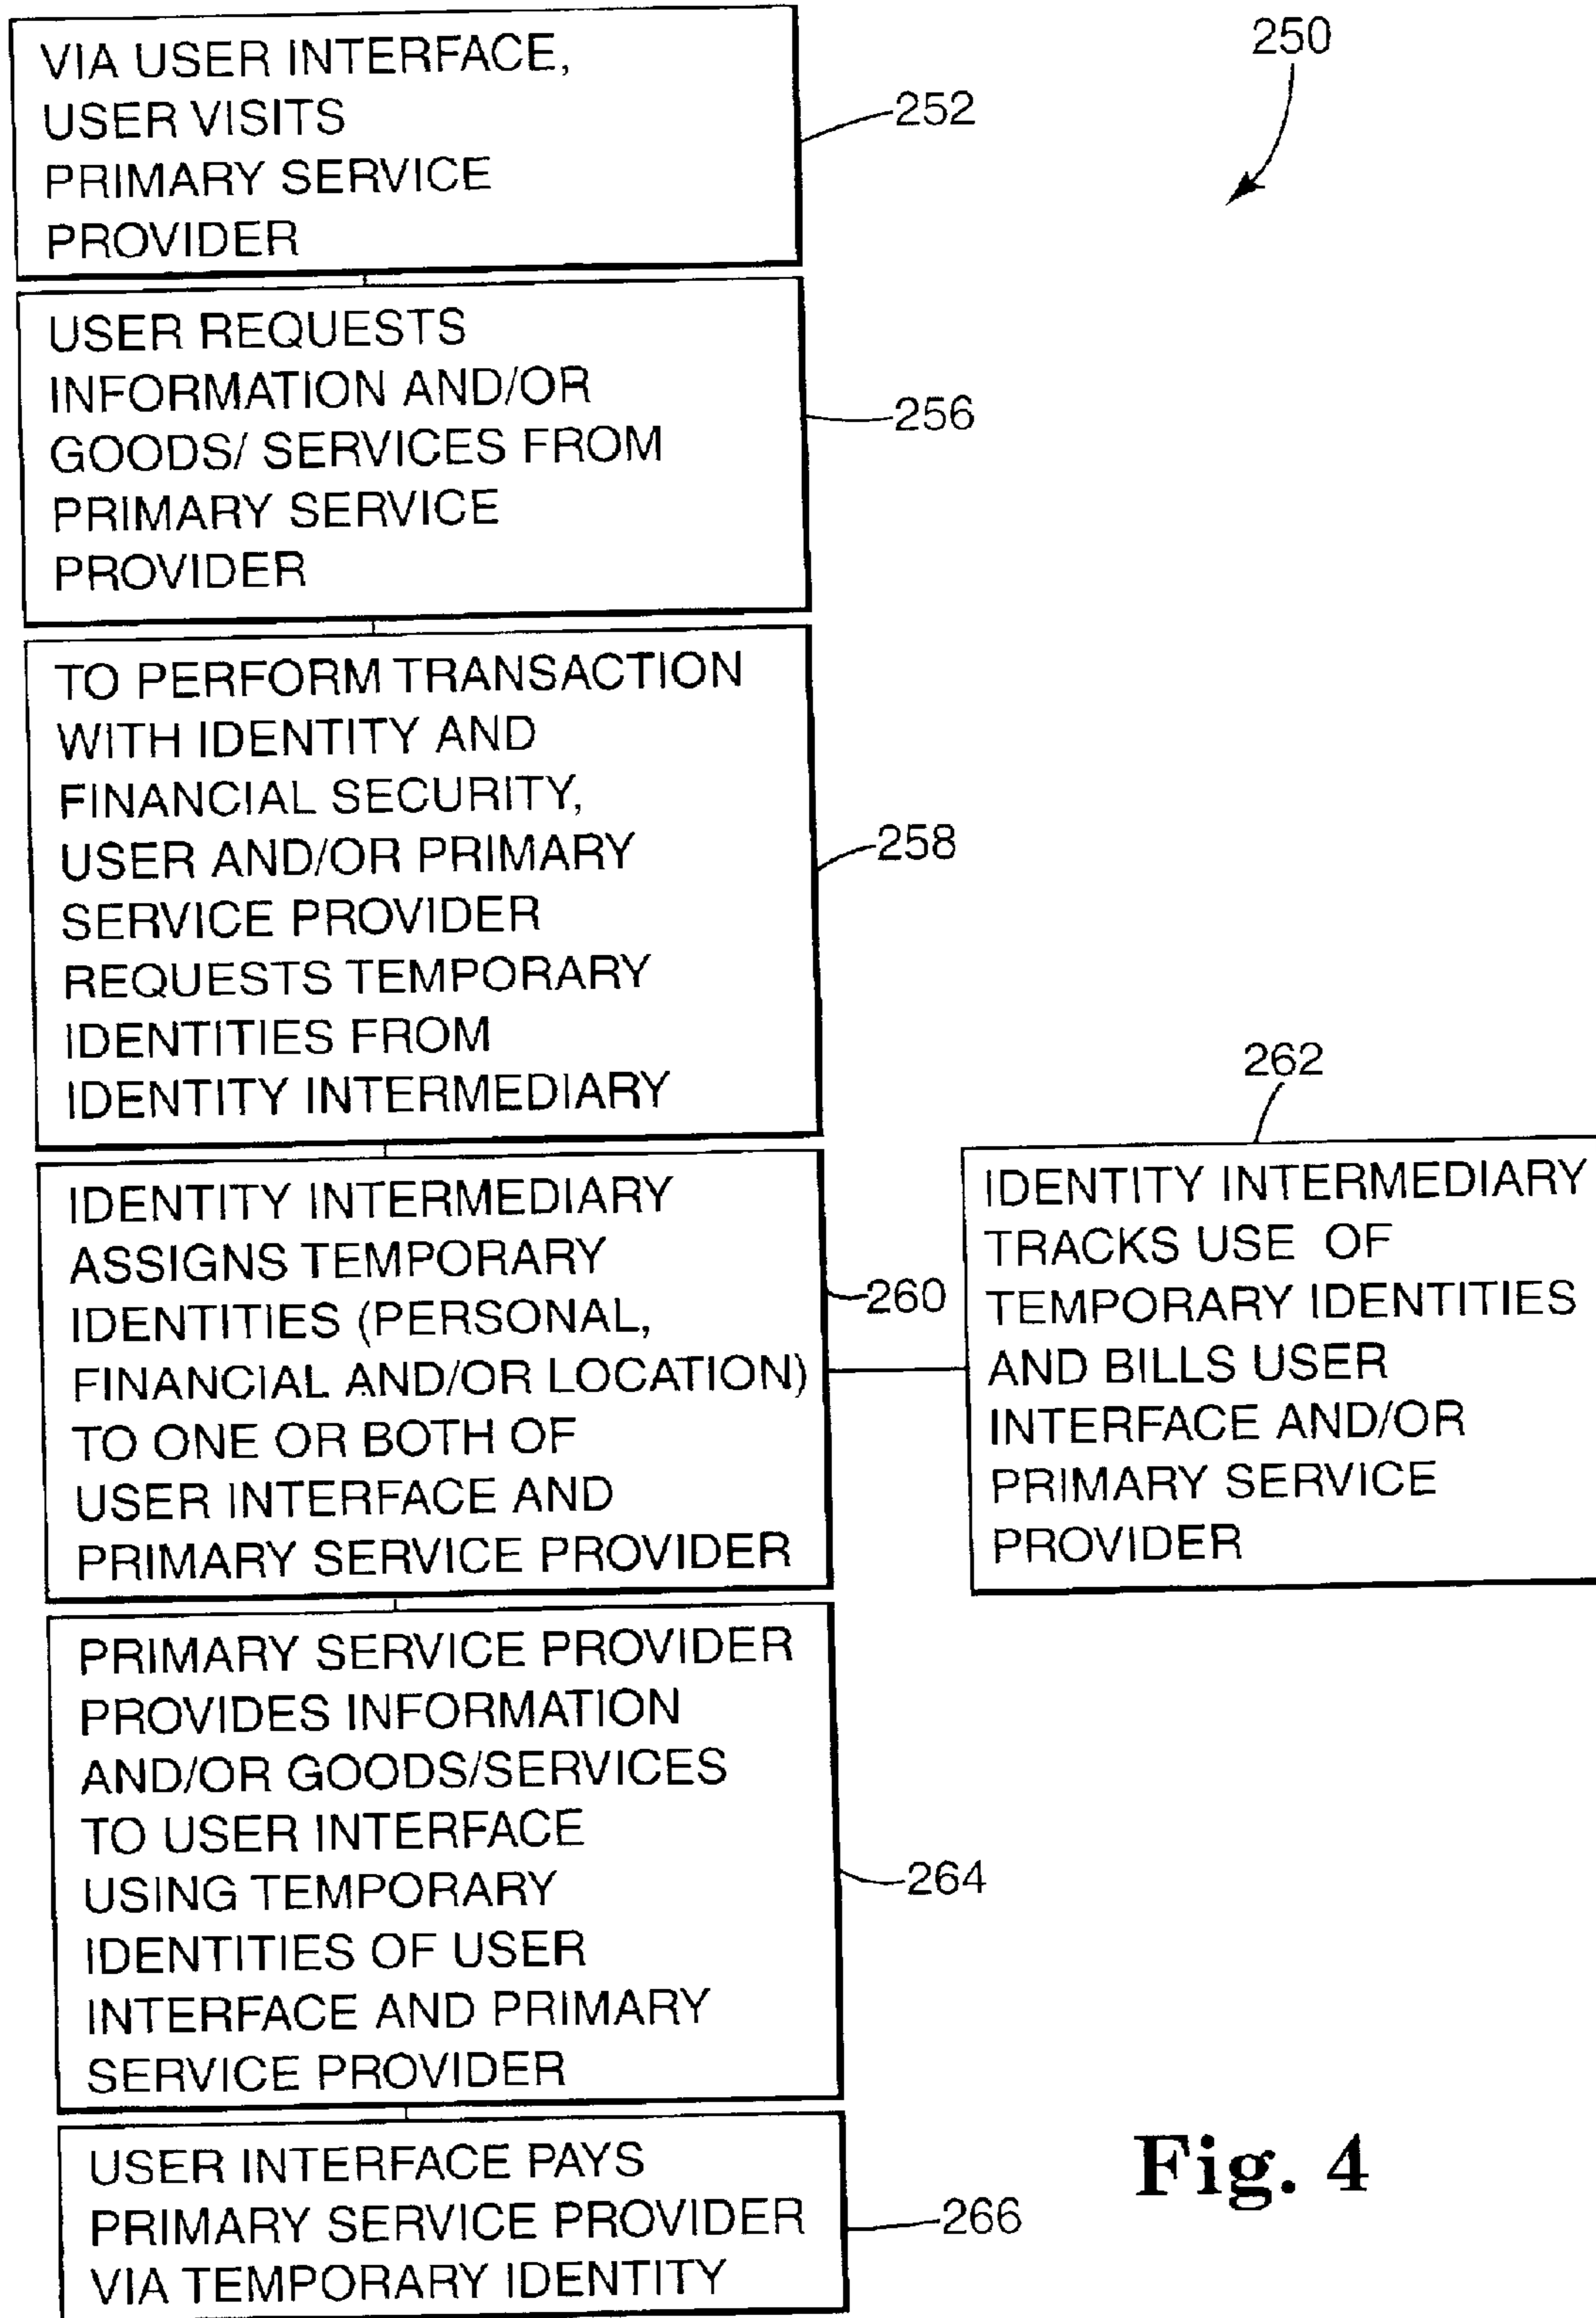 250
VIA USER INTERFACE,
USER VISITS
PRIMARY SERVICE
PROVIDER
252
USER REQUESTS
INFORMATION AND/OR
GOODS/ SERVICES FROM
PRIMARY SERVICE
PROVIDER
256
TO PERFORM TRANSACTION
WITH IDENTITY AND
FINANCIAL SECURITY,
USER AND/OR PRIMARY
SERVICE PROVIDER
REQUESTS TEMPORARY
IDENTITIES FROM
IDENTITY INTERMEDIARY
258
IDENTITY INTERMEDIARY
ASSIGNS TEMPORARY
IDENTITIES (PERSONAL,
FINANCIAL AND/OR LOCATION)
TO ONE OR BOTH OF
USER INTERFACE AND
PRIMARY SERVICE PROVIDER
260
262
IDENTITY INTERMEDIARY
TRACKS USE OF
TEMPORARY IDENTITIES
AND BILLS USER
INTERFACE AND/OR
PRIMARY SERVICE
PROVIDER
PRIMARY SERVICE PROVIDER
PROVIDES INFORMATION
AND/OR GOODS/SERVICES
TO USER INTERFACE
USING TEMPORARY
IDENTITIES OF USER
INTERFACE AND PRIMARY
SERVICE PROVIDER
264
USER INTERFACE PAYS
PRIMARY SERVICE PROVIDER
VIA TEMPORARY IDENTITY
266
Fig. 4